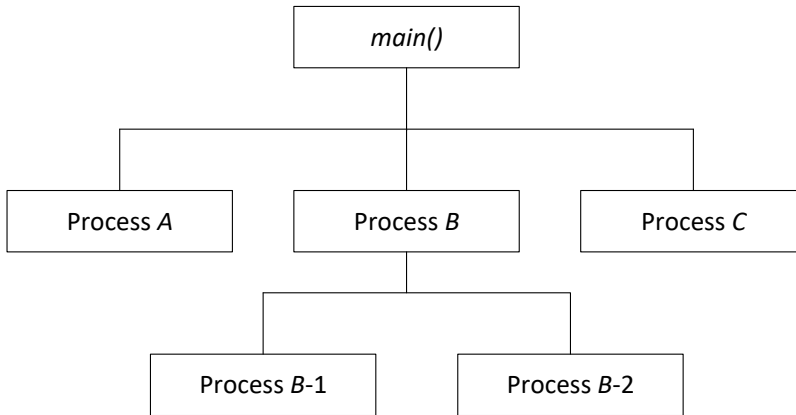 main()
Process A
Process B
Process C
Process B-1
Process B-2